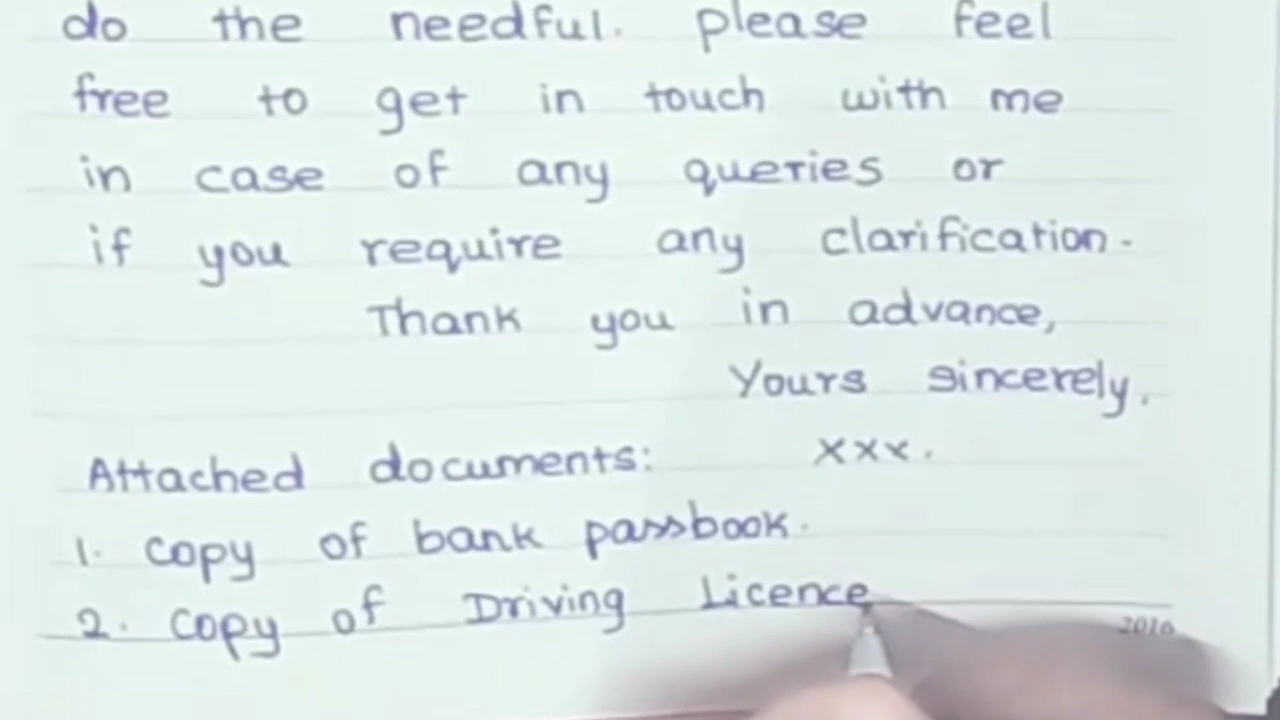 do the needful. please feel
free to get in touch with me
in case of any queries or
if you require any clarification.
Thank you in advance,
Yours sincerely.
Attached documents: xxx.
1. copy of bank passbook.
2. copy of Driving Licence
2016